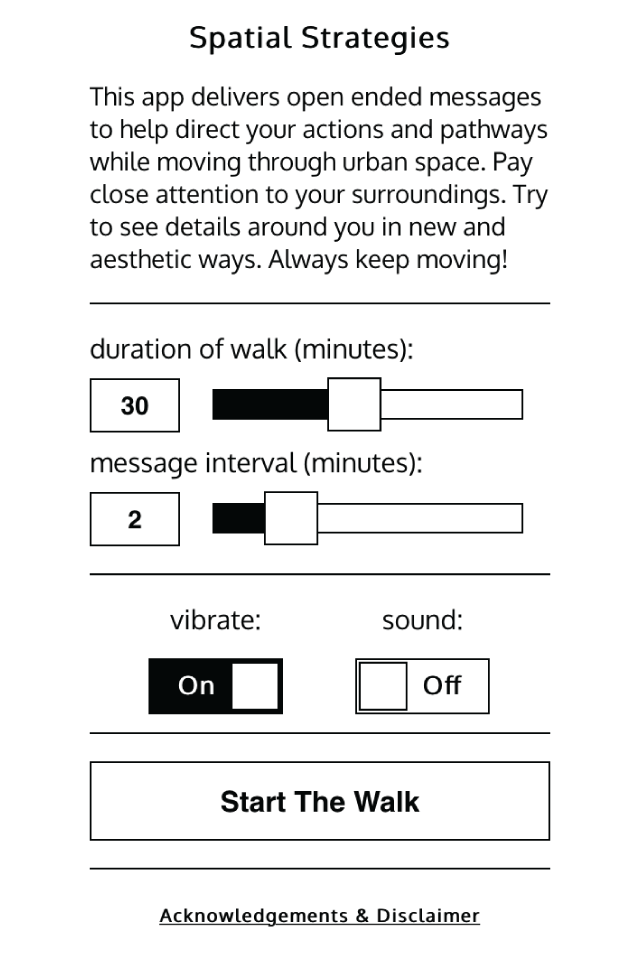 Spatial Strategies
This app delivers open ended messages
to help direct your actions and pathways
while moving through urban space. Pay
close attention to your surroundings. Try
to see details around you in new and
aesthetic ways. Always keep moving!
duration of walk (minutes):
30
message interval (minutes):
2
vibrate: sound:
On Off
Start The Walk
Acknowledgements & Disclaimer